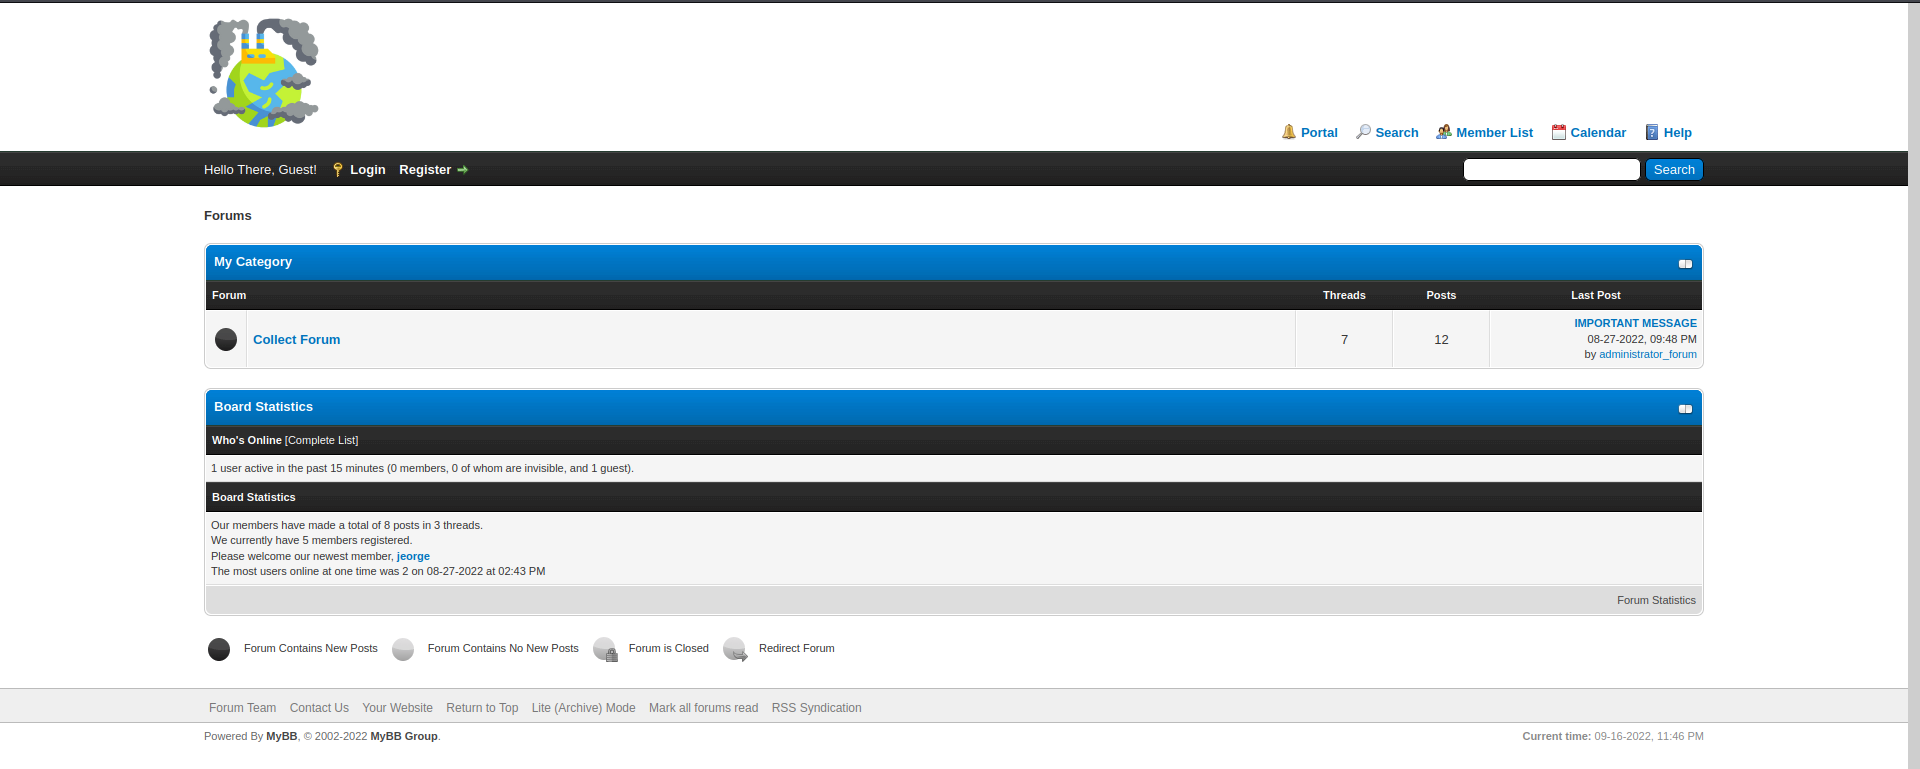 Portal Search Member List Calendar Help
Hello There, Guest! Login Register Search
Forums
My Category
Forum Threads Posts Last Post
Collect Forum 7 12 IMPORTANT MESSAGE
08-27-2022, 09:48 PM
by administrator_forum
Board Statistics
Who's Online [Complete List]
1 user active in the past 15 minutes (0 members, 0 of whom are invisible, and 1 guest).
Board Statistics
Our members have made a total of 8 posts in 3 threads.
We currently have 5 members registered.
Please welcome our newest member, jeorge
The most users online at one time was 2 on 08-27-2022 at 02:43 PM
Forum Statistics
Forum Contains New Posts Forum Contains No New Posts Forum is Closed Redirect Forum
Forum Team Contact Us Your Website Return to Top Lite (Archive) Mode Mark all forums read RSS Syndication
Powered By MyBB, © 2002-2022 MyBB Group. Current time: 09-16-2022, 11:46 PM